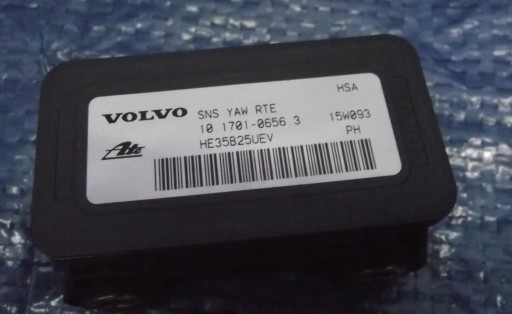 HSA
VOLVO SNS YAW RTE
10.1701-0656.3 15W093
Ate HE35B25UEV PH